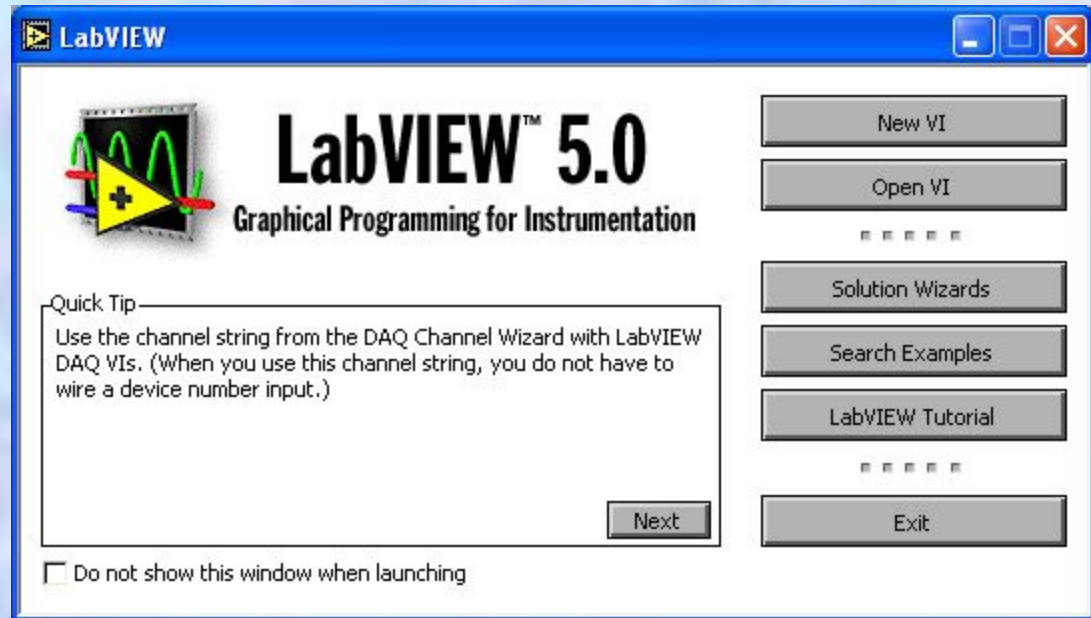 LabVIEW
LabVIEW™ 5.0
Graphical Programming for Instrumentation
Quick Tip
Use the channel string from the DAQ Channel Wizard with LabVIEW
DAQ VIs. (When you use this channel string, you do not have to
wire a device number input.)
Next
Do not show this window when launching
New VI
Open VI
Solution Wizards
Search Examples
LabVIEW Tutorial
Exit